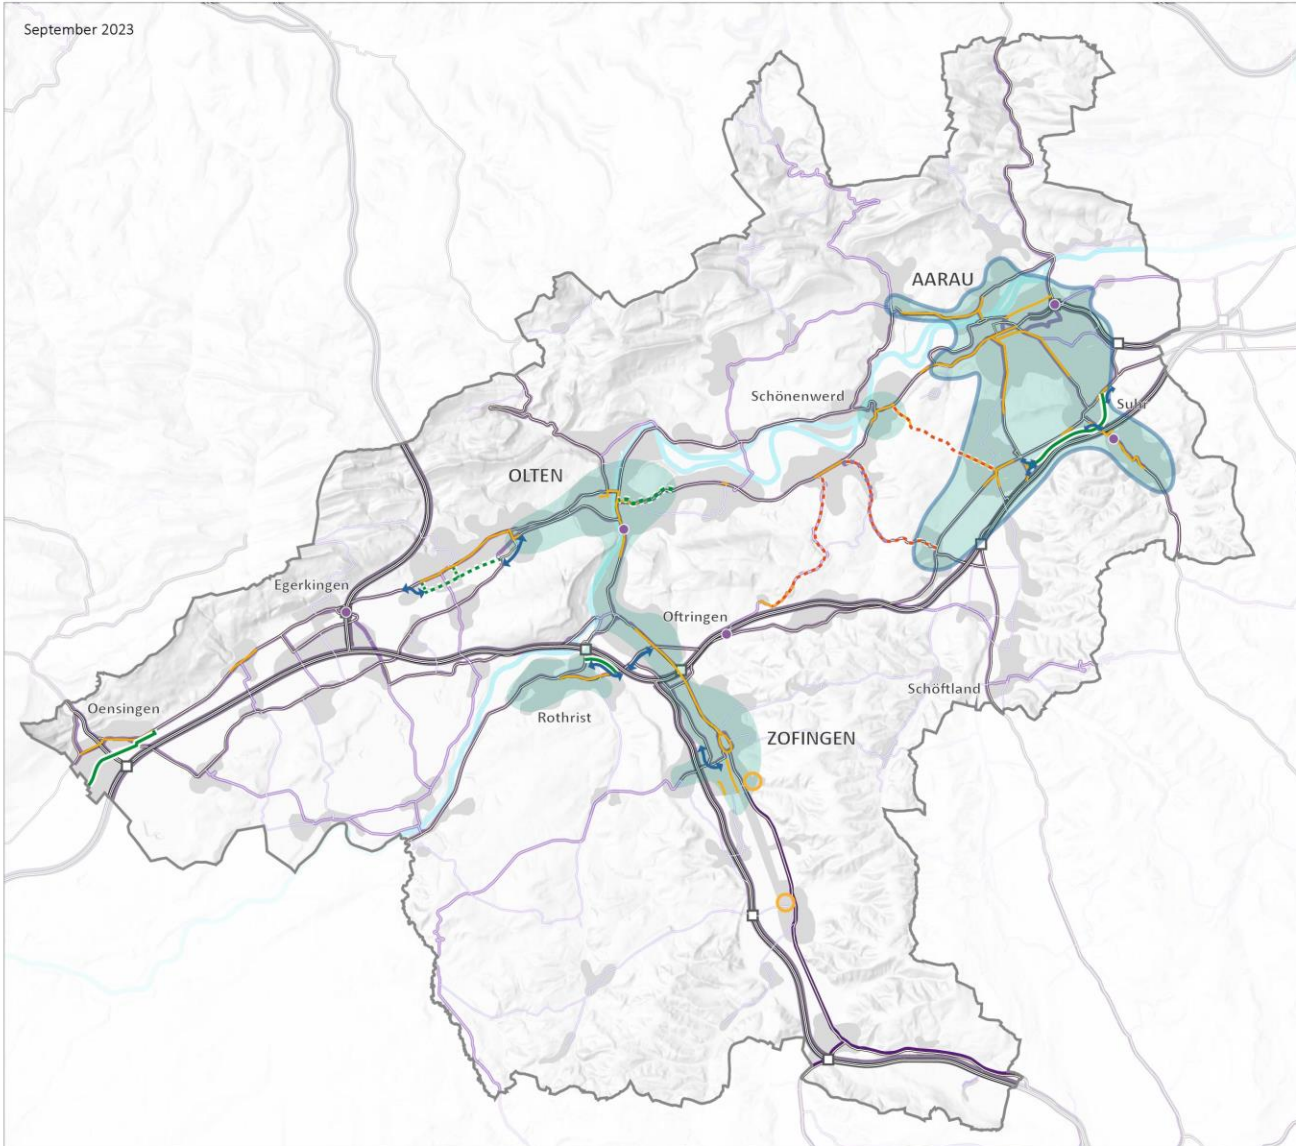 September 2023
AARAU
Schönenwerd
Suhr
OLTEN
Egerkingen
Oftringen
Schöftland
Oensingen
Rothrist
ZOFINGEN